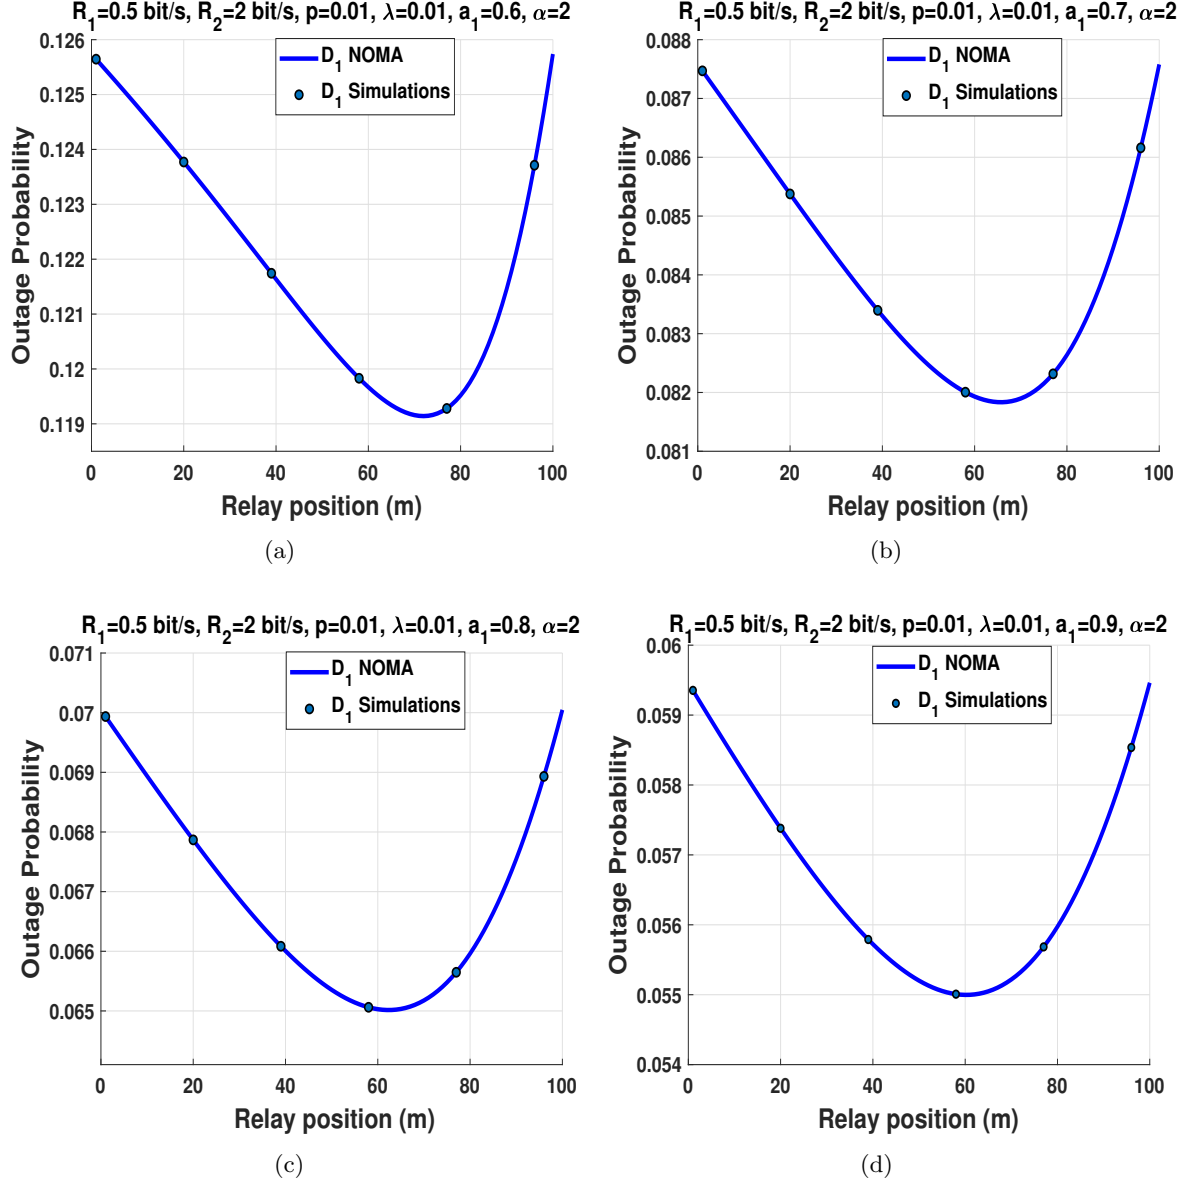 R1=0.5 bit/s, R2=2 bit/s, p=0.01, λ=0.01, a1=0.6, α=2
D1 NOMA
D1 Simulations
0.126
0.125
0.124
0.123
0.122
0.121
0.12
0.119
Outage Probability
0 20 40 60 80 100
Relay position (m)
(a)
R1=0.5 bit/s, R2=2 bit/s, p=0.01, λ=0.01, a1=0.7, α=2
D1 NOMA
D1 Simulations
0.088
0.087
0.086
0.085
0.084
0.083
0.082
0.081
Outage Probability
0 20 40 60 80 100
Relay position (m)
(b)
R1=0.5 bit/s, R2=2 bit/s, p=0.01, λ=0.01, a1=0.8, α=2
D1 NOMA
D1 Simulations
0.071
0.07
0.069
0.068
0.067
0.066
0.065
Outage Probability
0 20 40 60 80 100
Relay position (m)
(c)
R1=0.5 bit/s, R2=2 bit/s, p=0.01, λ=0.01, a1=0.9, α=2
D1 NOMA
D1 Simulations
0.06
0.059
0.058
0.057
0.056
0.055
0.054
Outage Probability
0 20 40 60 80 100
Relay position (m)
(d)